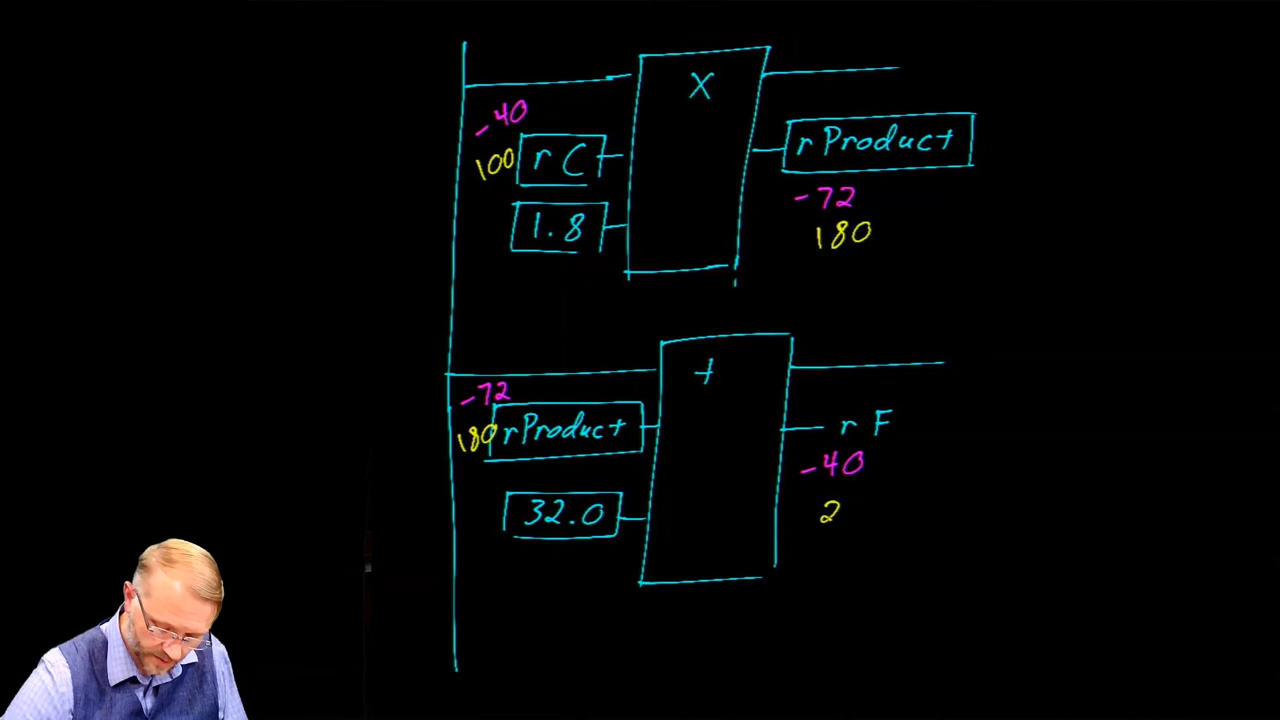 X
-40
100 rC
1.8
rProduct
-72
180
+
-72
180 rProduct
32.0
rF
-40
2